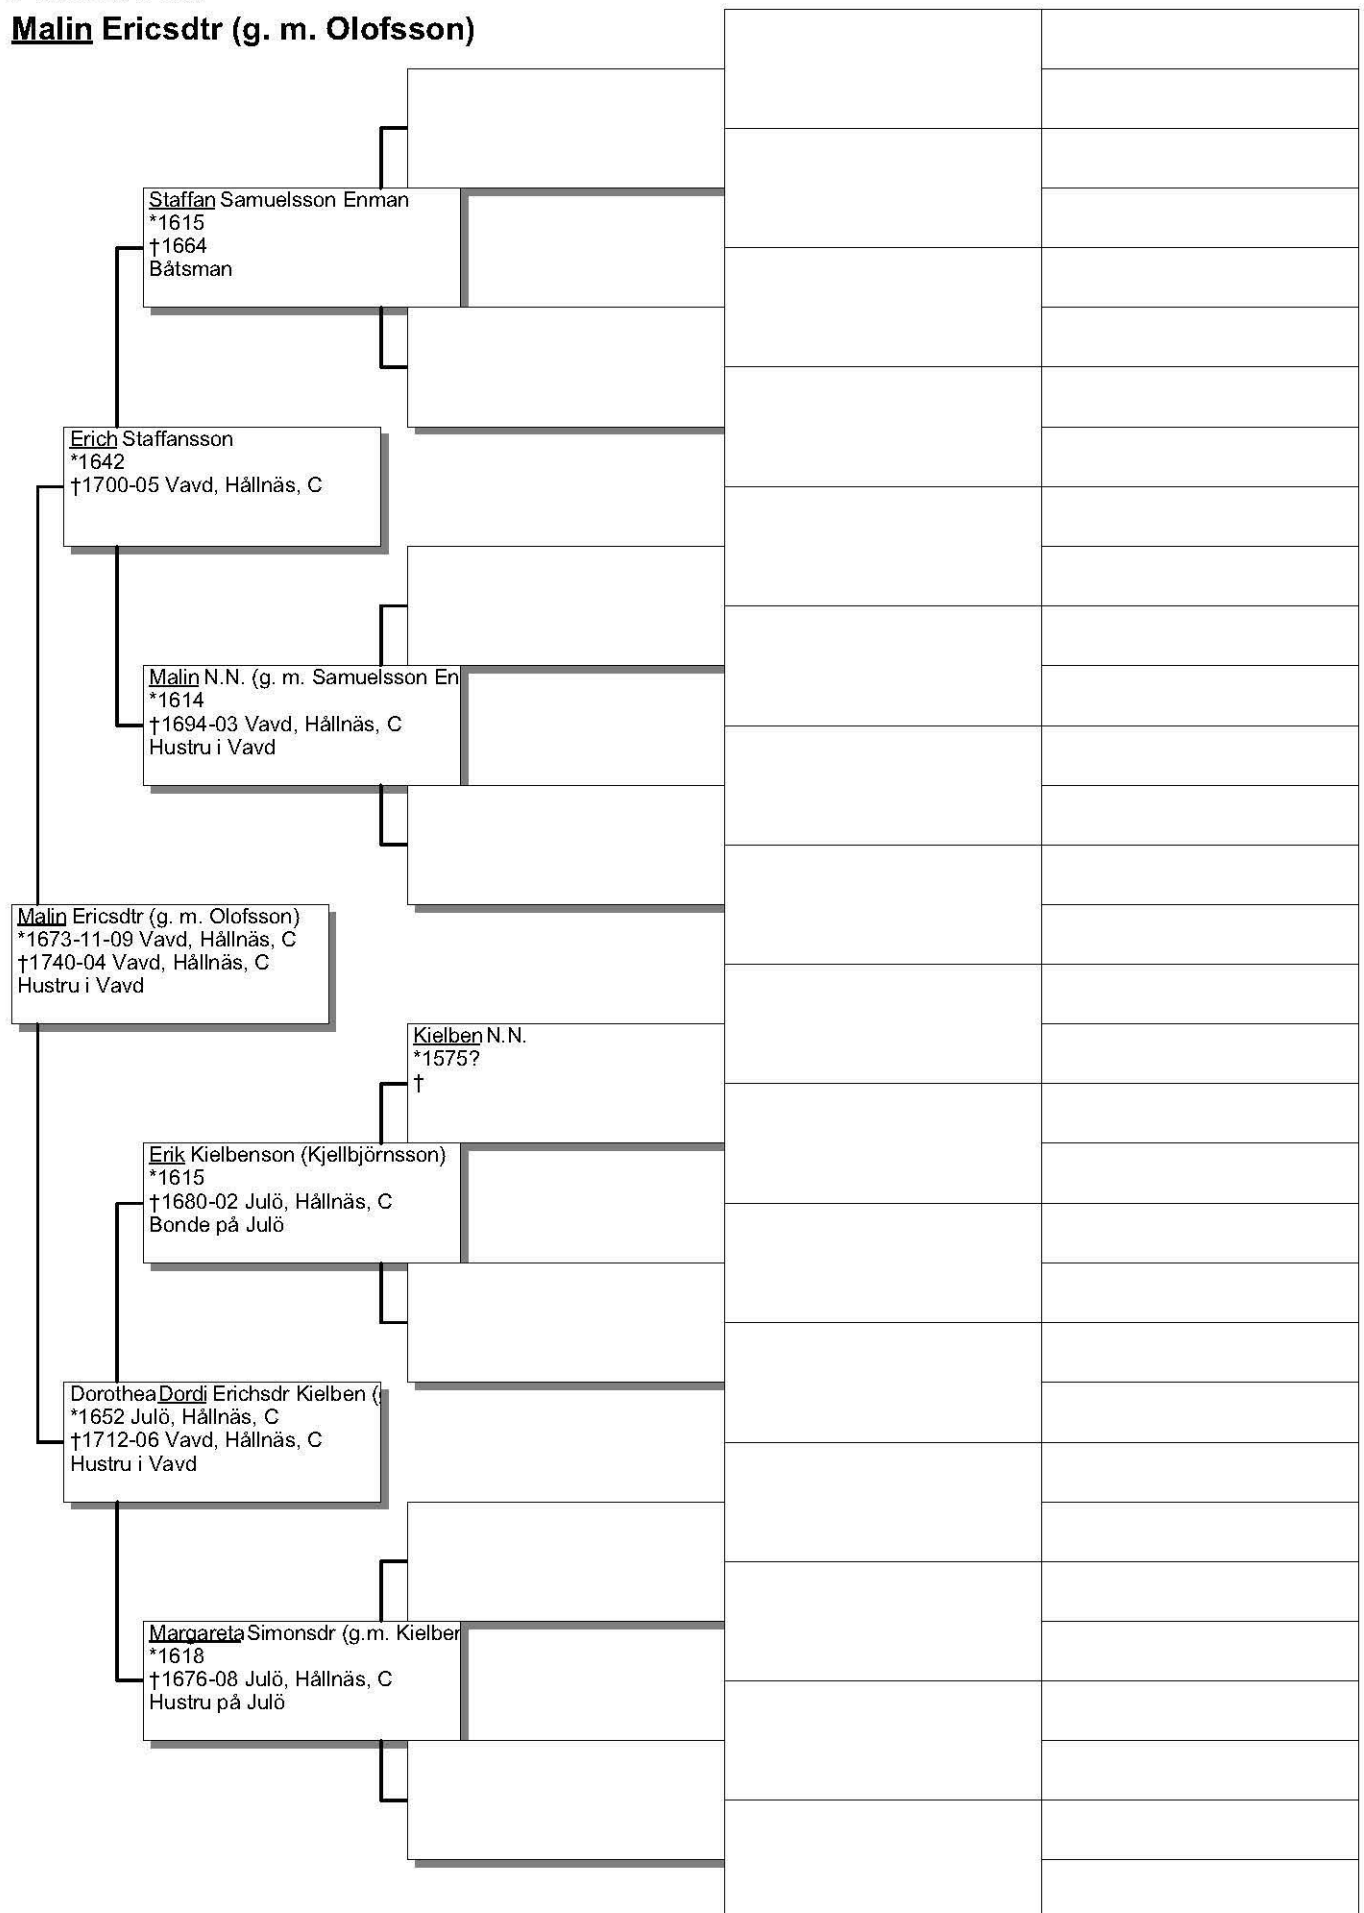 Malin Ericsdtr (g. m. Olofsson)
Staffan Samuelsson Enman
*1615
†1664
Båtsman
Erich Staffansson
*1642
†1700-05 Vavd, Hållnäs, C
Malin N.N. (g. m. Samuelsson En
*1614
†1694-03 Vavd, Hållnäs, C
Hustru i Vavd
Malin Ericsdtr (g. m. Olofsson)
*1673-11-09 Vavd, Hållnäs, C
†1740-04 Vavd, Hållnäs, C
Hustru i Vavd
Kielben N.N.
*1575?
†
Erik Kielbenson (Kjellbjörnsson)
*1615
†1680-02 Julö, Hållnäs, C
Bonde på Julö
Dorothea Dordi Erichsdr Kielben (
*1652 Julö, Hållnäs, C
†1712-06 Vavd, Hållnäs, C
Hustru i Vavd
Margareta Simonsdr (g.m. Kielber
*1618
†1676-08 Julö, Hållnäs, C
Hustru på Julö